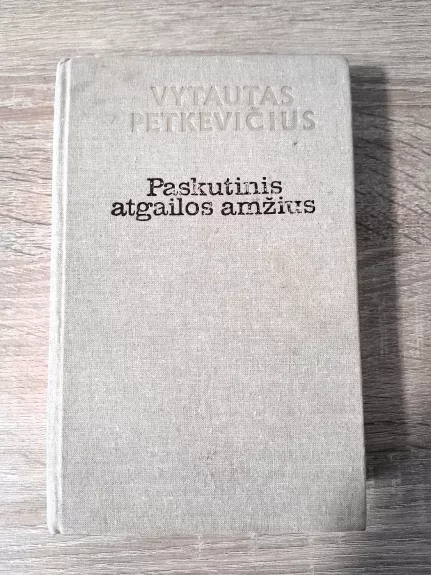 VYTAUTAS
PETKEVIČIUS
Paskutinis
atgailos amžius